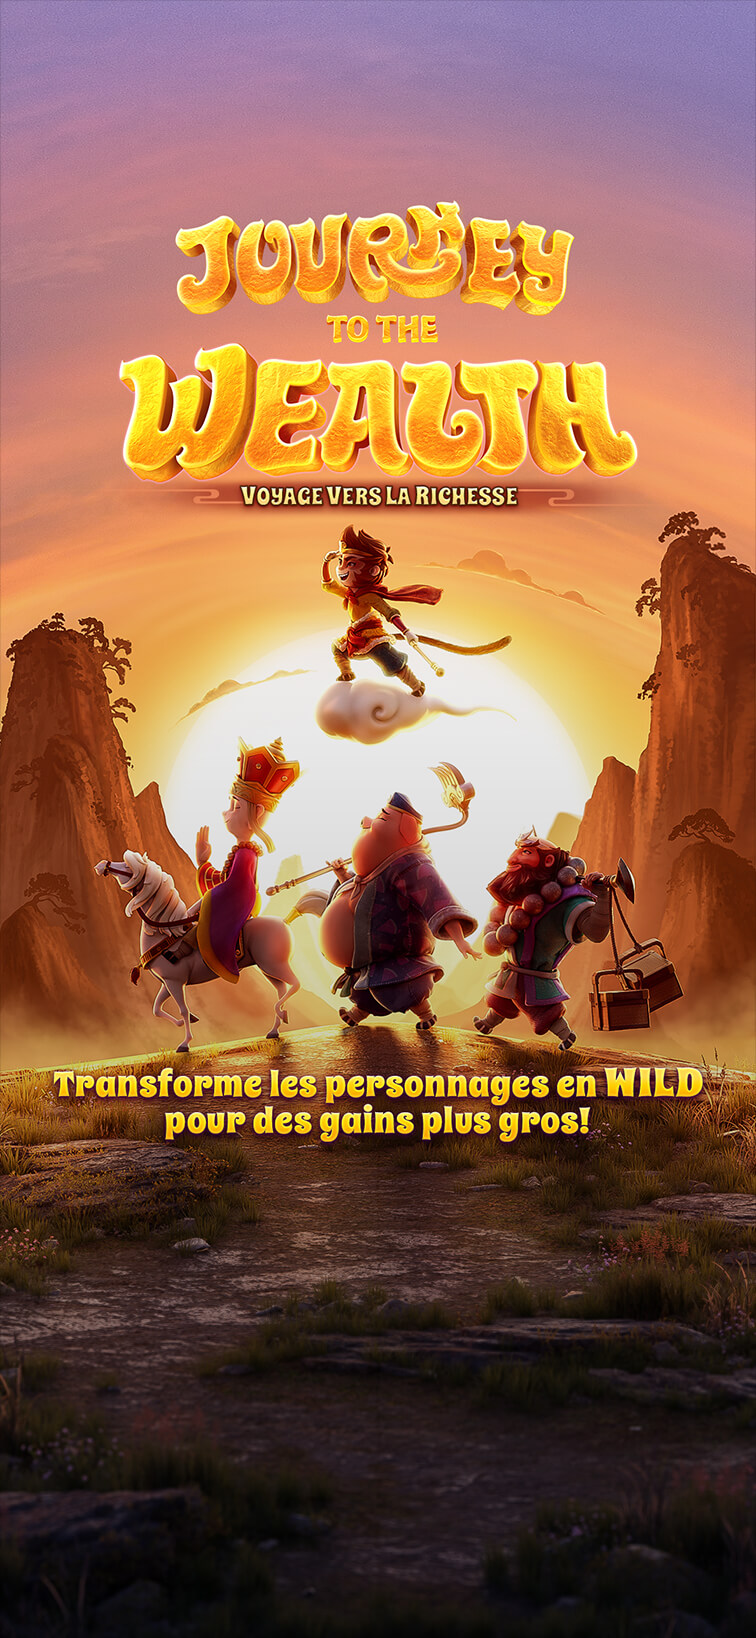 JOURNEY
TO THE
WEALTH
VOYAGE VERS LA RICHESSE
Transforme les personnages en WILD
pour des gains plus gros!